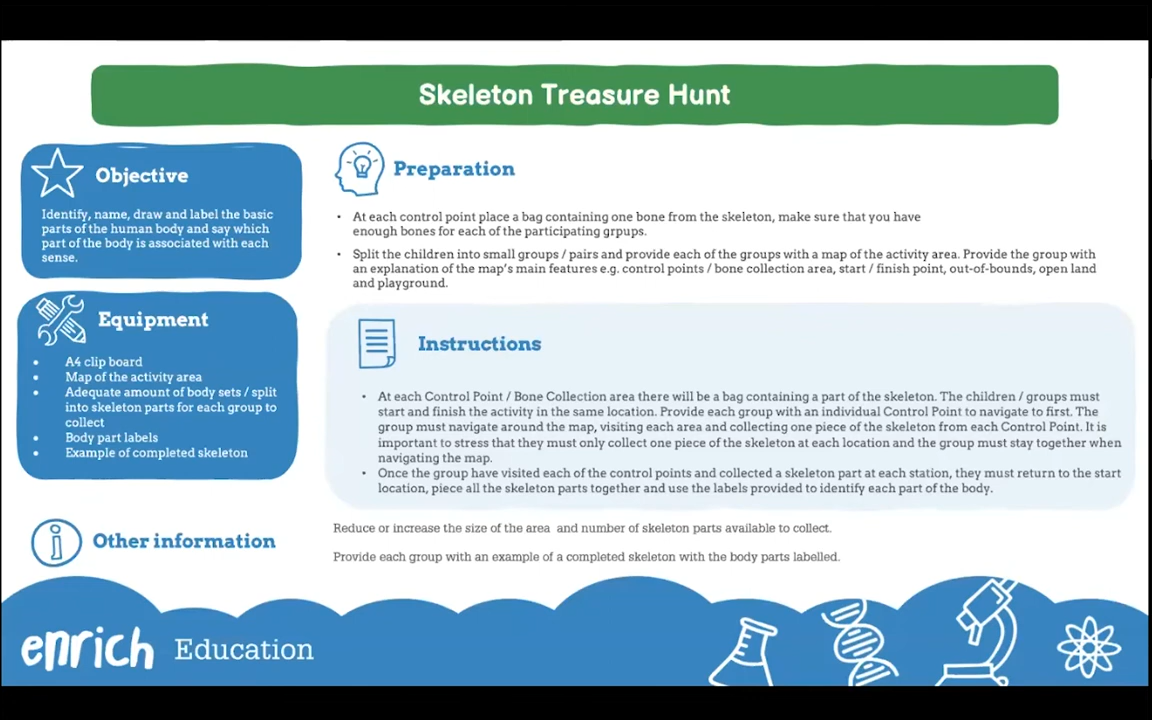 Skeleton Treasure Hunt
Objective
Identify, name, draw and label the basic
parts of the human body and say which
part of the body is associated with each
sense.
Equipment
• A4 clip board
• Map of the activity area
• Adequate amount of body sets / split
into skeleton parts for each group to
collect
• Body part labels
• Example of completed skeleton
Preparation
• At each control point place a bag containing one bone from the skeleton, make sure that you have
enough bones for each of the participating grpups.
• Split the children into small groups / pairs and provide each of the groups with a map of the activity area. Provide the group with
an explanation of the map's main features e.g. control points / bone collection area, start / finish point, out-of-bounds, open land
and playground.
Instructions
• At each Control Point / Bone Collection area there will be a bag containing a part of the skeleton. The children / groups must
start and finish the activity in the same location. Provide each group with an individual Control Point to navigate to first. The
group must navigate around the map, visiting each area and collecting one piece of the skeleton from each Control Point. It is
important to stress that they must only collect one piece of the skeleton at each location and the group must stay together when
navigating the map.
• Once the group have visited each of the control points and collected a skeleton part at each station, they must return to the start
location, piece all the skeleton parts together and use the labels provided to identify each part of the body.
Other information
Reduce or increase the size of the area and number of skeleton parts available to collect.
Provide each group with an example of a completed skeleton with the body parts labelled.
enrich Education